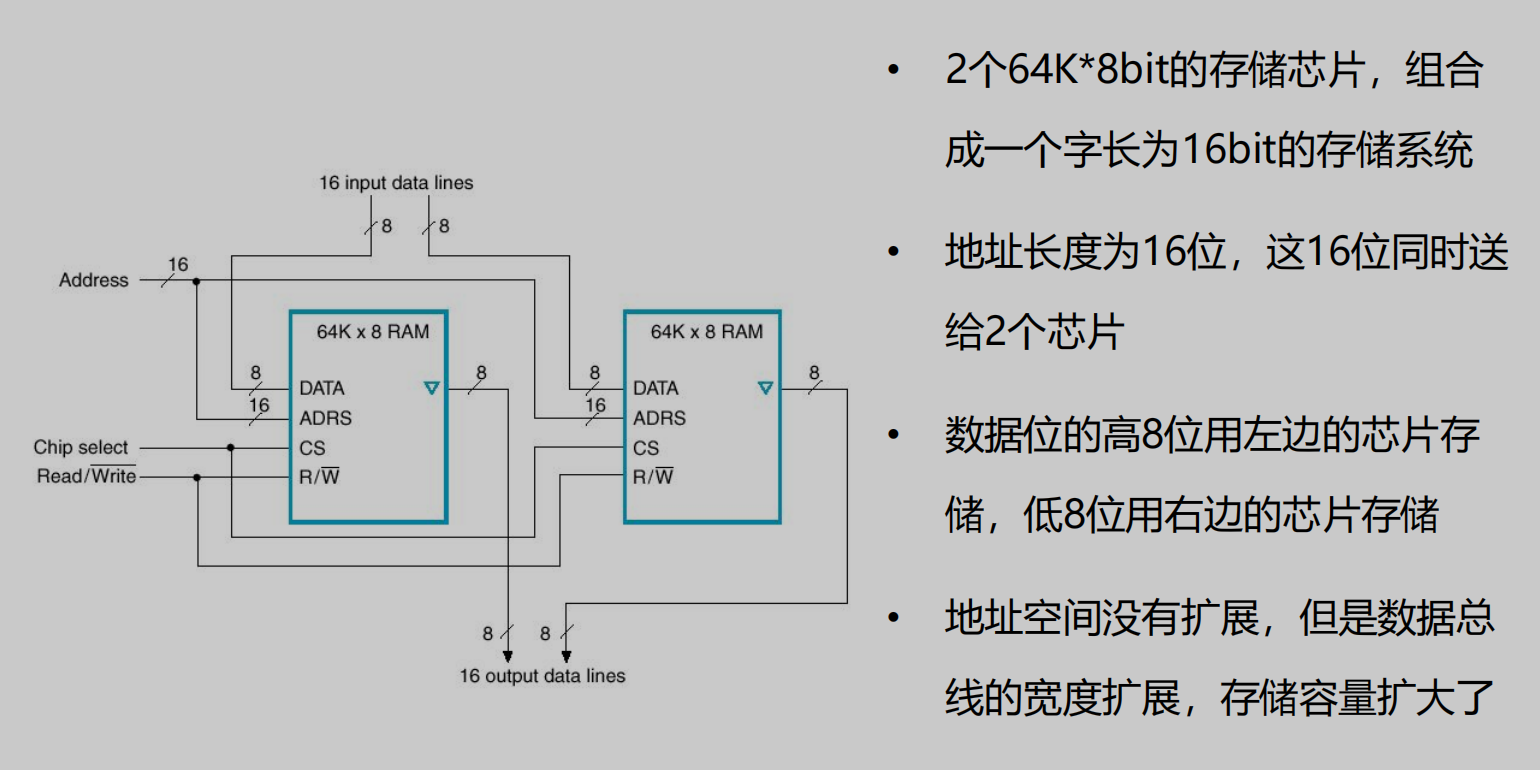 16 input data lines
8
8
Address
16
64K x 8 RAM
8
DATA
8
16
ADRS
Chip select
CS
Read/Write
R/W
64K x 8 RAM
8
DATA
8
16
ADRS
CS
R/W
8
8
16 output data lines
• 2个64K*8bit的存储芯片，组合
成一个字长为16bit的存储系统
• 地址长度为16位，这16位同时送
给2个芯片
• 数据位的高8位用左边的芯片存
储，低8位用右边的芯片存储
• 地址空间没有扩展，但是数据总
线的宽度扩展，存储容量扩大了